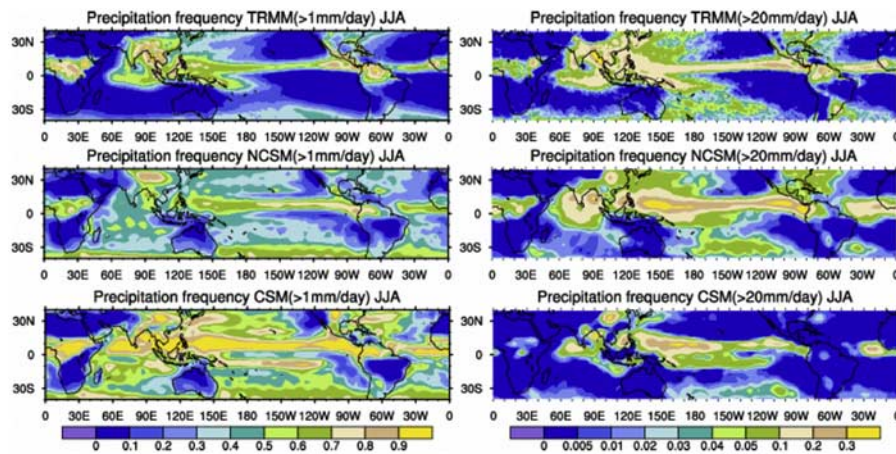 Precipitation frequency TRMM(>1mm/day) JJA
30N
0
30S
0 30E 60E 90E 120E 150E 180 150W 120W 90W 60W 30W 0
Precipitation frequency TRMM(>20mm/day) JJA
30N
0
30S
0 30E 60E 90E 120E 150E 180 150W 120W 90W 60W 30W 0
Precipitation frequency NCSM(>1mm/day) JJA
30N
0
30S
0 30E 60E 90E 120E 150E 180 150W 120W 90W 60W 30W 0
Precipitation frequency NCSM(>20mm/day) JJA
30N
0
30S
0 30E 60E 90E 120E 150E 180 150W 120W 90W 60W 30W 0
Precipitation frequency CSM(>1mm/day) JJA
30N
0
30S
0 30E 60E 90E 120E 150E 180 150W 120W 90W 60W 30W 0
Precipitation frequency CSM(>20mm/day) JJA
30N
0
30S
0 30E 60E 90E 120E 150E 180 150W 120W 90W 60W 30W 0
0 0.1 0.2 0.3 0.4 0.5 0.6 0.7 0.8 0.9
0 0.005 0.01 0.02 0.03 0.04 0.05 0.1 0.2 0.3